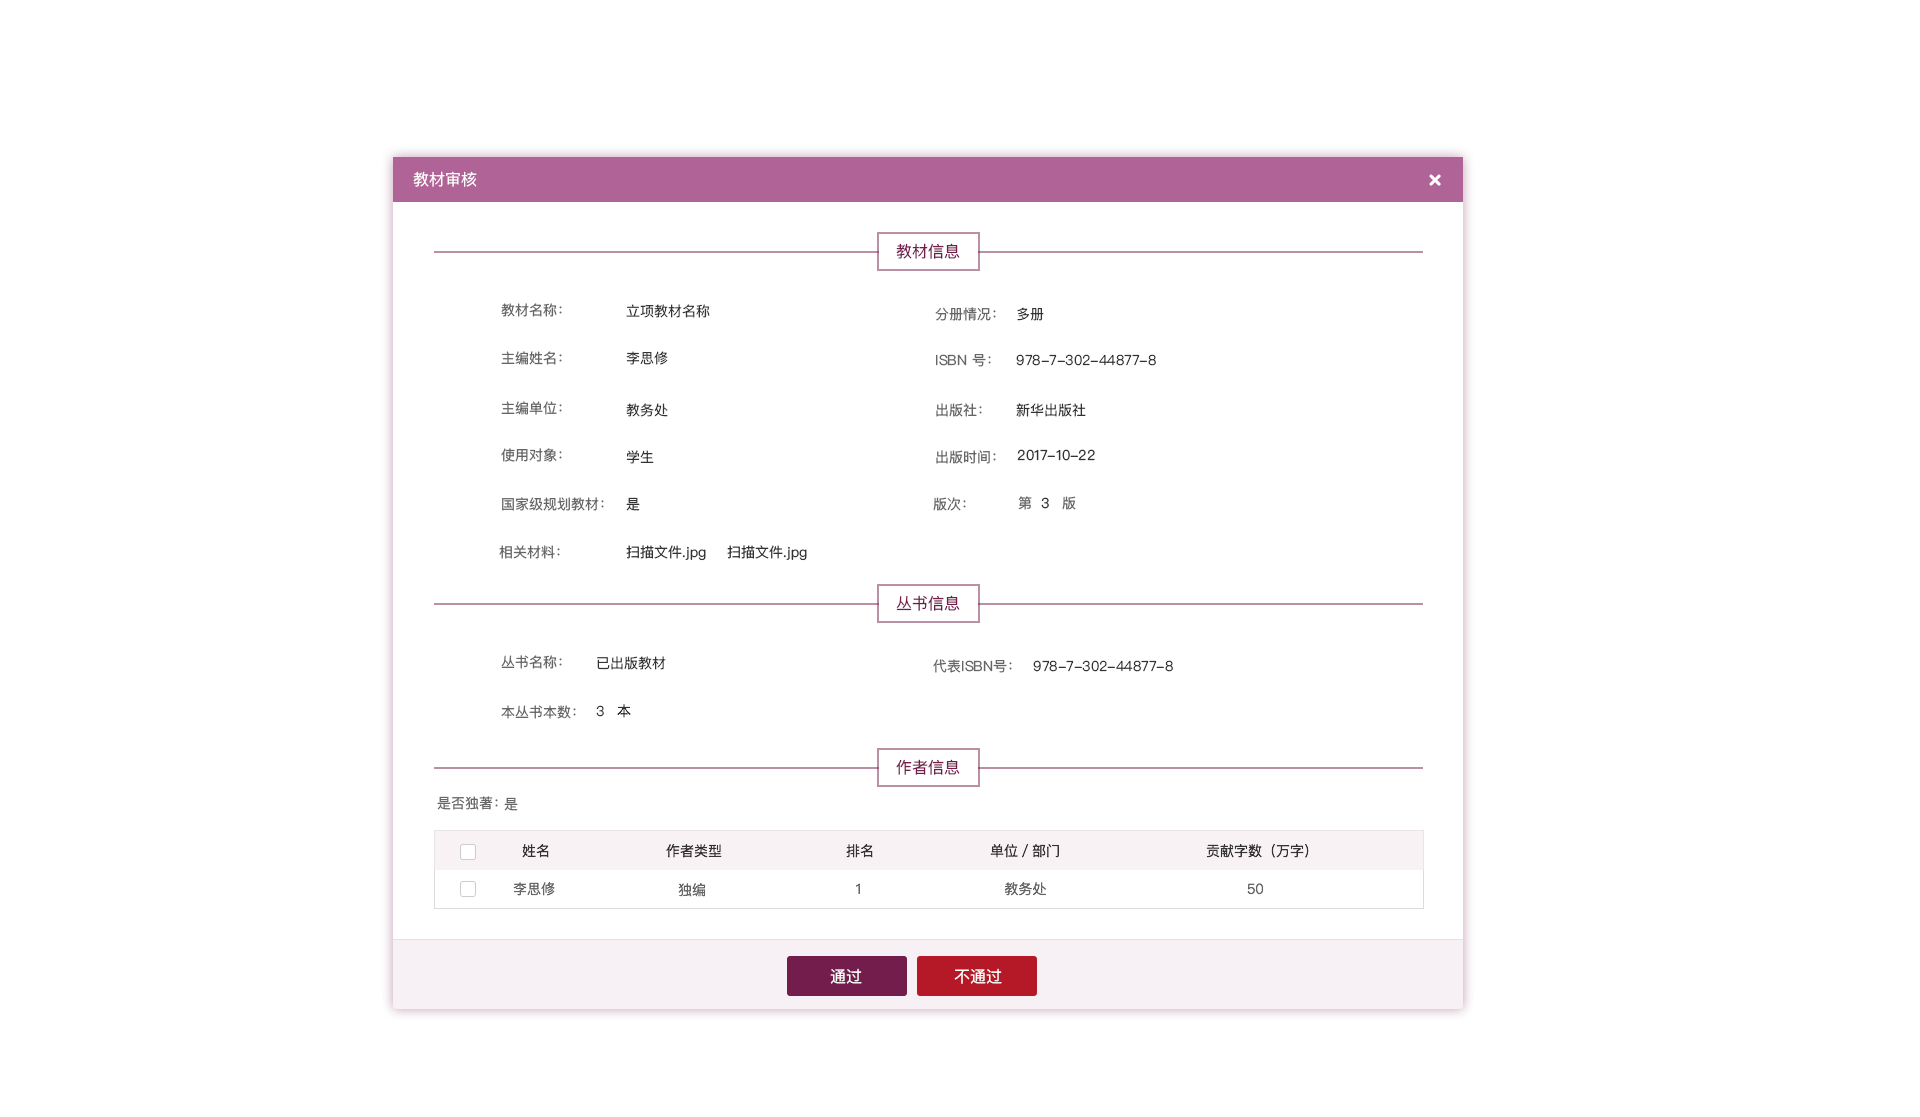 教材审核
教材信息
教材名称： 立项教材名称 分册情况： 多册
主编姓名： 李思修 ISBN 号： 978-7-302-44877-8
主编单位： 教务处 出版社： 新华出版社
使用对象： 学生 出版时间： 2017-10-22
国家级规划教材： 是 版次： 第 3 版
相关材料： 扫描文件.jpg 扫描文件.jpg
丛书信息
丛书名称： 已出版教材 代表ISBN号： 978-7-302-44877-8
本丛书本数： 3 本
作者信息
是否独著：是
姓名 作者类型 排名 单位 / 部门 贡献字数（万字）
李思修 独编 1 教务处 50
通过 不通过